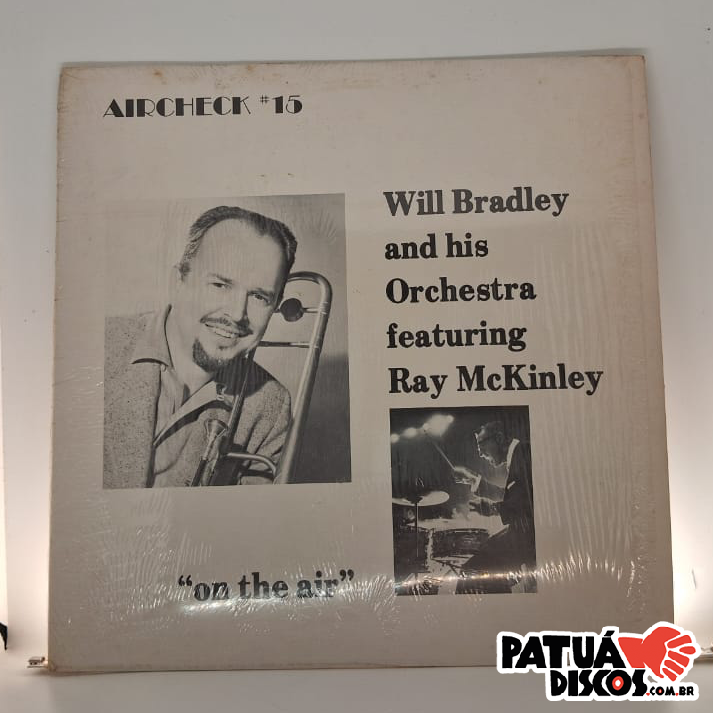 AIRCHECK #15
Will Bradley
and his
Orchestra
featuring
Ray McKinley
“on the air”
PATUÁ
DISCOS.COM.BR